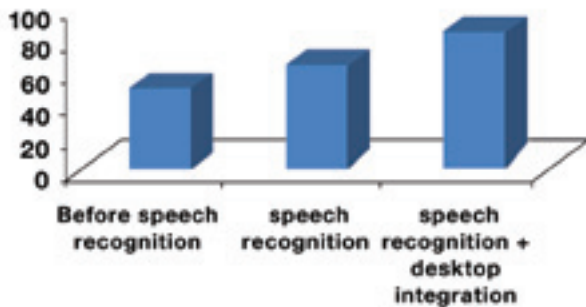 100
80
60
40
20
0
Before speech
recognition
speech
recognition
speech
recognition +
desktop
integration